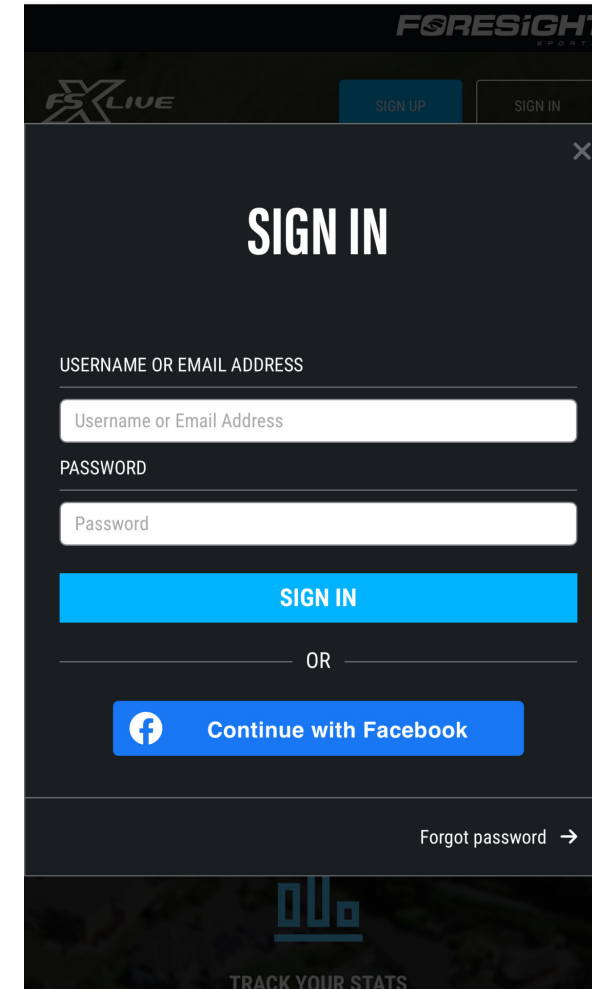 FORESIGHT
SPORT
FSX LIVE
SIGN UP
SIGN IN
SIGN IN
USERNAME OR EMAIL ADDRESS
Username or Email Address
PASSWORD
Password
SIGN IN
OR
Continue with Facebook
Forgot password
TRACK YOUR STATS